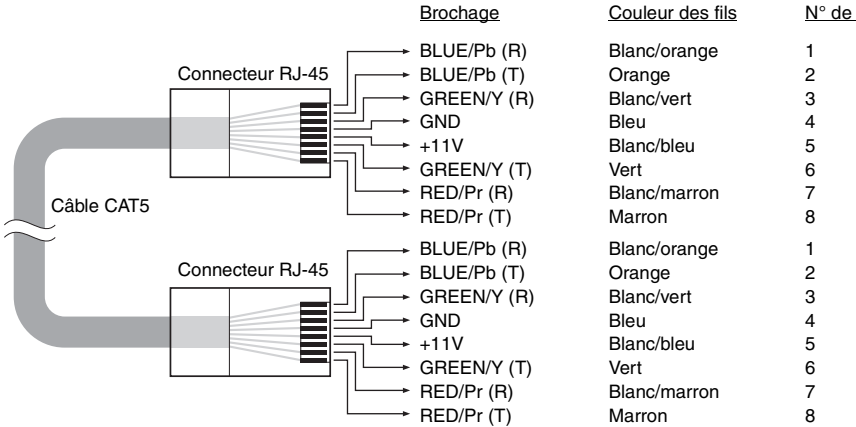 Brochage Couleur des fils N° de
Connecteur RJ-45
BLUE/Pb (R) Blanc/orange 1
BLUE/Pb (T) Orange 2
GREEN/Y (R) Blanc/vert 3
GND Bleu 4
+11V Blanc/bleu 5
GREEN/Y (T) Vert 6
RED/Pr (R) Blanc/marron 7
RED/Pr (T) Marron 8
Câble CAT5
Connecteur RJ-45
BLUE/Pb (R) Blanc/orange 1
BLUE/Pb (T) Orange 2
GREEN/Y (R) Blanc/vert 3
GND Bleu 4
+11V Blanc/bleu 5
GREEN/Y (T) Vert 6
RED/Pr (R) Blanc/marron 7
RED/Pr (T) Marron 8